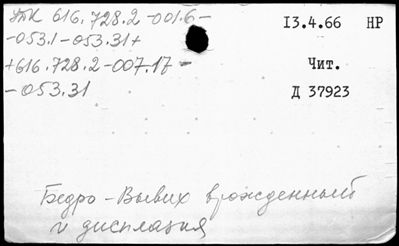 УДК 616.728.2-001.6-
-053.1-053.31+
+616.728.2-007.17-
-053.31
13.4.66 НР
Чит.
Д 37923
Бедро - Вывих врожденный
и дисплазия